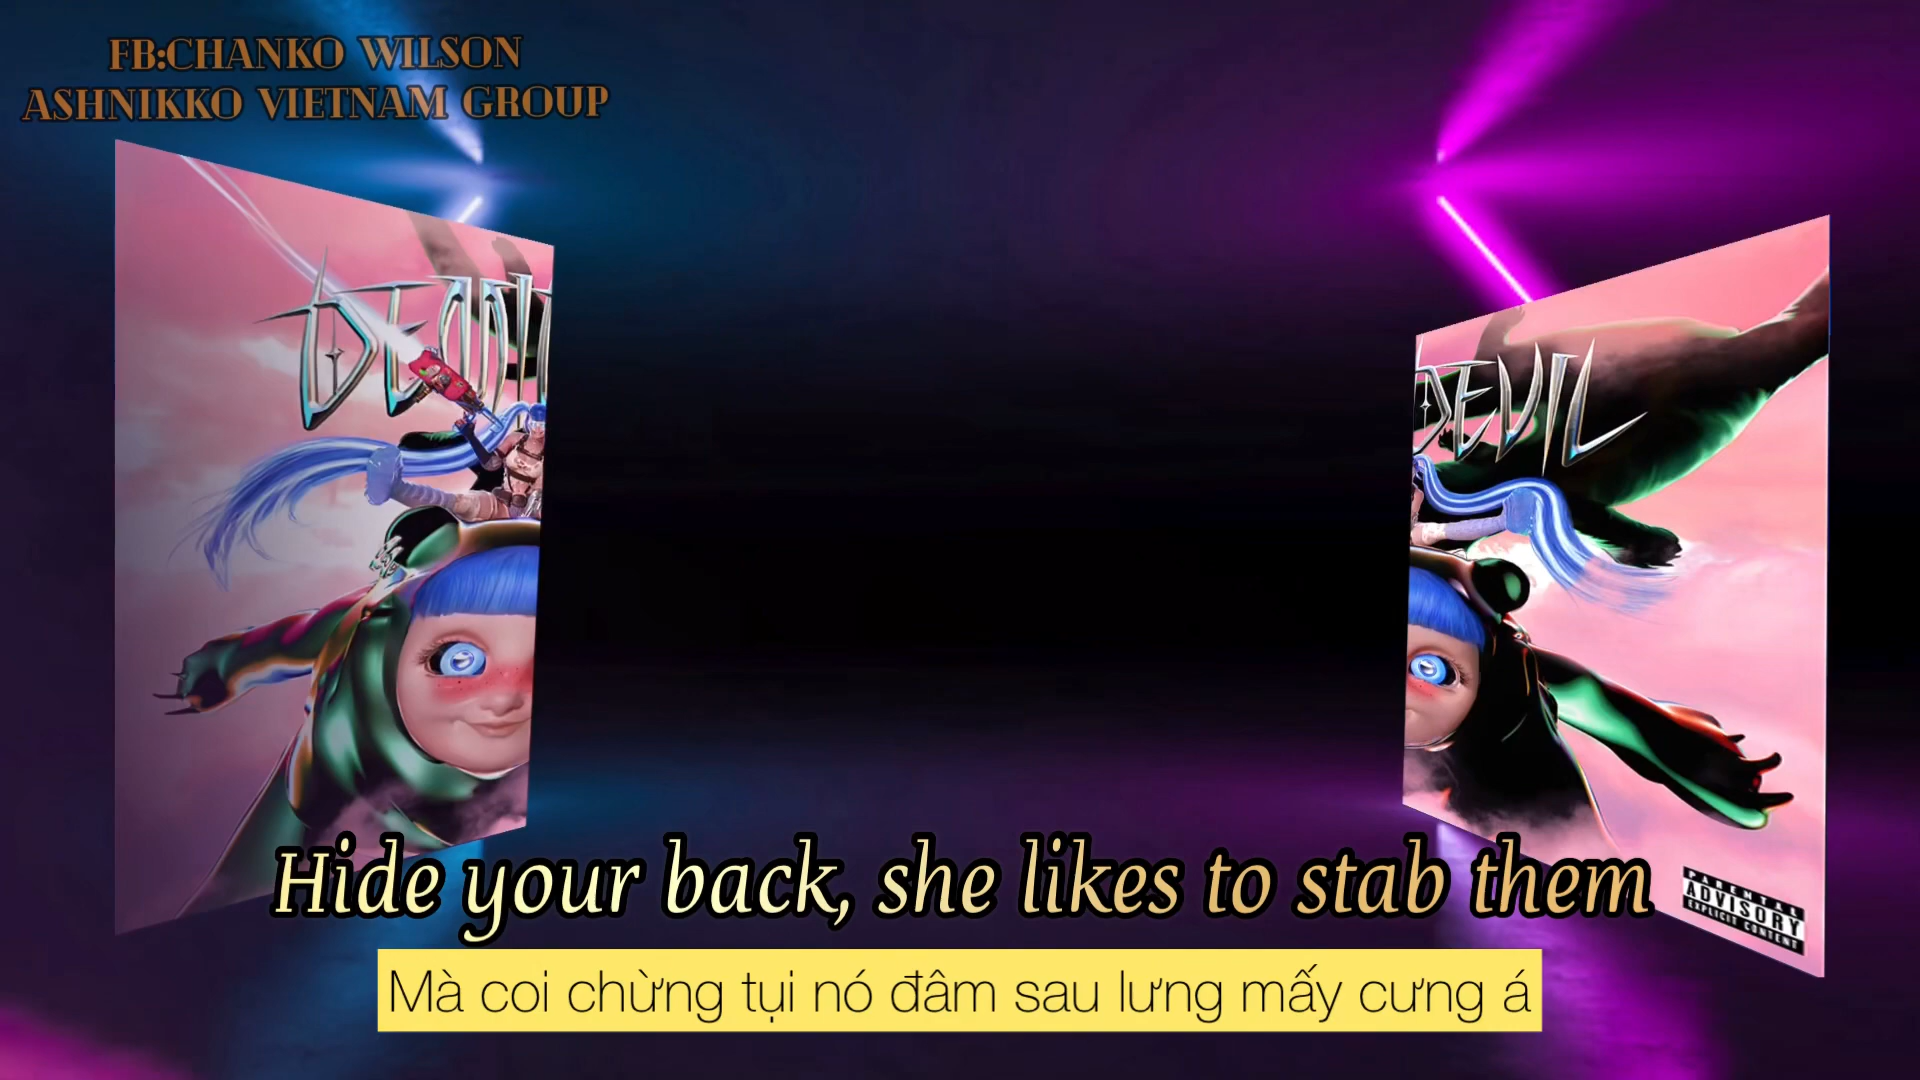 FB:CHANKO WILSON
ASHNIKKO VIETNAM GROUP
DEVIL
Hide your back, she likes to stab them
PARENTAL
ADVISORY
EXPLICIT CONTENT
Mà coi chừng tụi nó đâm sau lưng mấy cưng á